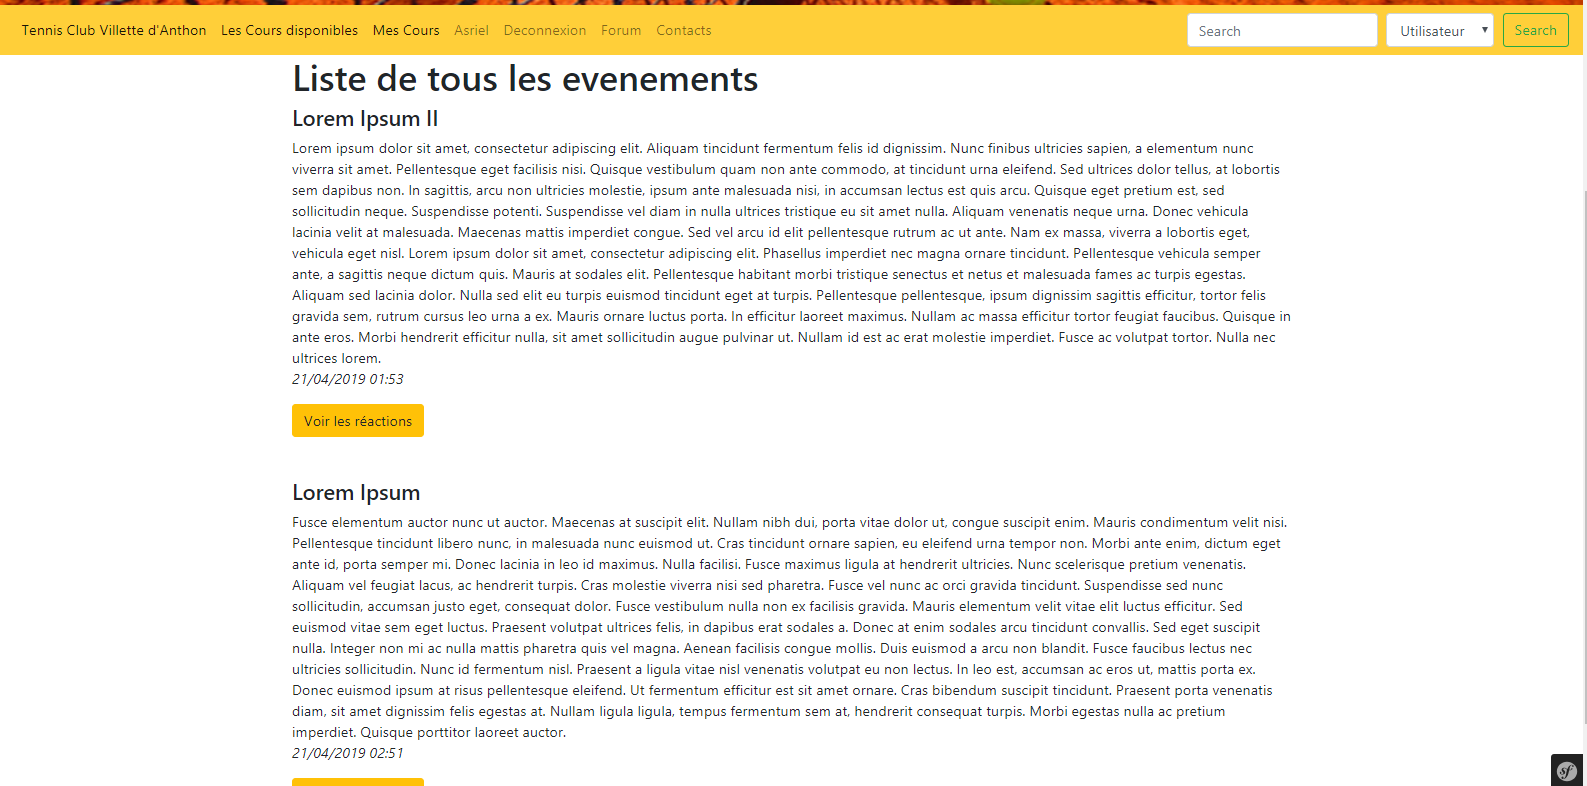 Tennis Club Villette d'Anthon Les Cours disponibles Mes Cours Asriel Deconnexion Forum Contacts Search Utilisateur Search
Liste de tous les evenements
Lorem Ipsum II
Lorem ipsum dolor sit amet, consectetur adipiscing elit. Aliquam tincidunt fermentum felis id dignissim. Nunc finibus ultricies sapien, a elementum nunc
viverra sit amet. Pellentesque eget facilisis nisi. Quisque vestibulum quam non ante commodo, at tincidunt urna eleifend. Sed ultrices dolor tellus, at lobortis
sem dapibus non. In sagittis, arcu non ultricies molestie, ipsum ante malesuada nisi, in accumsan lectus est quis arcu. Quisque eget pretium est, sed
sollicitudin neque. Suspendisse potenti. Suspendisse vel diam in nulla ultrices tristique eu sit amet nulla. Aliquam venenatis neque urna. Donec vehicula
lacinia velit at malesuada. Maecenas mattis imperdiet congue. Sed vel arcu id elit pellentesque rutrum ac ut ante. Nam ex massa, viverra a lobortis eget,
vehicula eget nisl. Lorem ipsum dolor sit amet, consectetur adipiscing elit. Phasellus imperdiet nec magna ornare tincidunt. Pellentesque vehicula semper
ante, a sagittis neque dictum quis. Mauris at sodales elit. Pellentesque habitant morbi tristique senectus et netus et malesuada fames ac turpis egestas.
Aliquam sed lacinia dolor. Nulla sed elit eu turpis euismod tincidunt eget at turpis. Pellentesque pellentesque, ipsum dignissim sagittis efficitur, tortor felis
gravida sem, rutrum cursus leo urna a ex. Mauris ornare luctus porta. In efficitur laoreet maximus. Nullam ac massa efficitur tortor feugiat faucibus. Quisque in
ante eros. Morbi hendrerit efficitur nulla, sit amet sollicitudin augue pulvinar ut. Nullam id est ac erat molestie imperdiet. Fusce ac volutpat tortor. Nulla nec
ultrices lorem.
21/04/2019 01:53
Voir les réactions
Lorem Ipsum
Fusce elementum auctor nunc ut auctor. Maecenas at suscipit elit. Nullam nibh dui, porta vitae dolor ut, congue suscipit enim. Mauris condimentum velit nisi.
Pellentesque tincidunt libero nunc, in malesuada nunc euismod ut. Cras tincidunt ornare sapien, eu eleifend urna tempor non. Morbi ante enim, dictum eget
ante id, porta semper mi. Donec lacinia in leo id maximus. Nulla facilisi. Fusce maximus ligula at hendrerit ultricies. Nunc scelerisque pretium venenatis.
Aliquam vel feugiat lacus, ac hendrerit turpis. Cras molestie viverra nisi sed pharetra. Fusce vel nunc ac orci gravida tincidunt. Suspendisse sed nunc
sollicitudin, accumsan justo eget, consequat dolor. Fusce vestibulum nulla non ex facilisis gravida. Mauris elementum velit vitae elit luctus efficitur. Sed
euismod vitae sem eget luctus. Praesent volutpat ultrices felis, in dapibus erat sodales a. Donec at enim sodales arcu tincidunt convallis. Sed eget suscipit
nulla. Integer non mi ac nulla mattis pharetra quis vel magna. Aenean facilisis congue mollis. Duis euismod a arcu non blandit. Fusce faucibus lectus nec
ultricies sollicitudin. Nunc id fermentum nisl. Praesent a ligula vitae nisl venenatis volutpat eu non lectus. In leo est, accumsan ac eros ut, mattis porta ex.
Donec euismod ipsum at risus pellentesque eleifend. Ut fermentum efficitur est sit amet ornare. Cras bibendum suscipit tincidunt. Praesent porta venenatis
diam, sit amet dignissim felis egestas at. Nullam ligula ligula, tempus fermentum sem at, hendrerit consequat turpis. Morbi egestas nulla ac pretium
imperdiet. Quisque porttitor laoreet auctor.
21/04/2019 02:51
sf